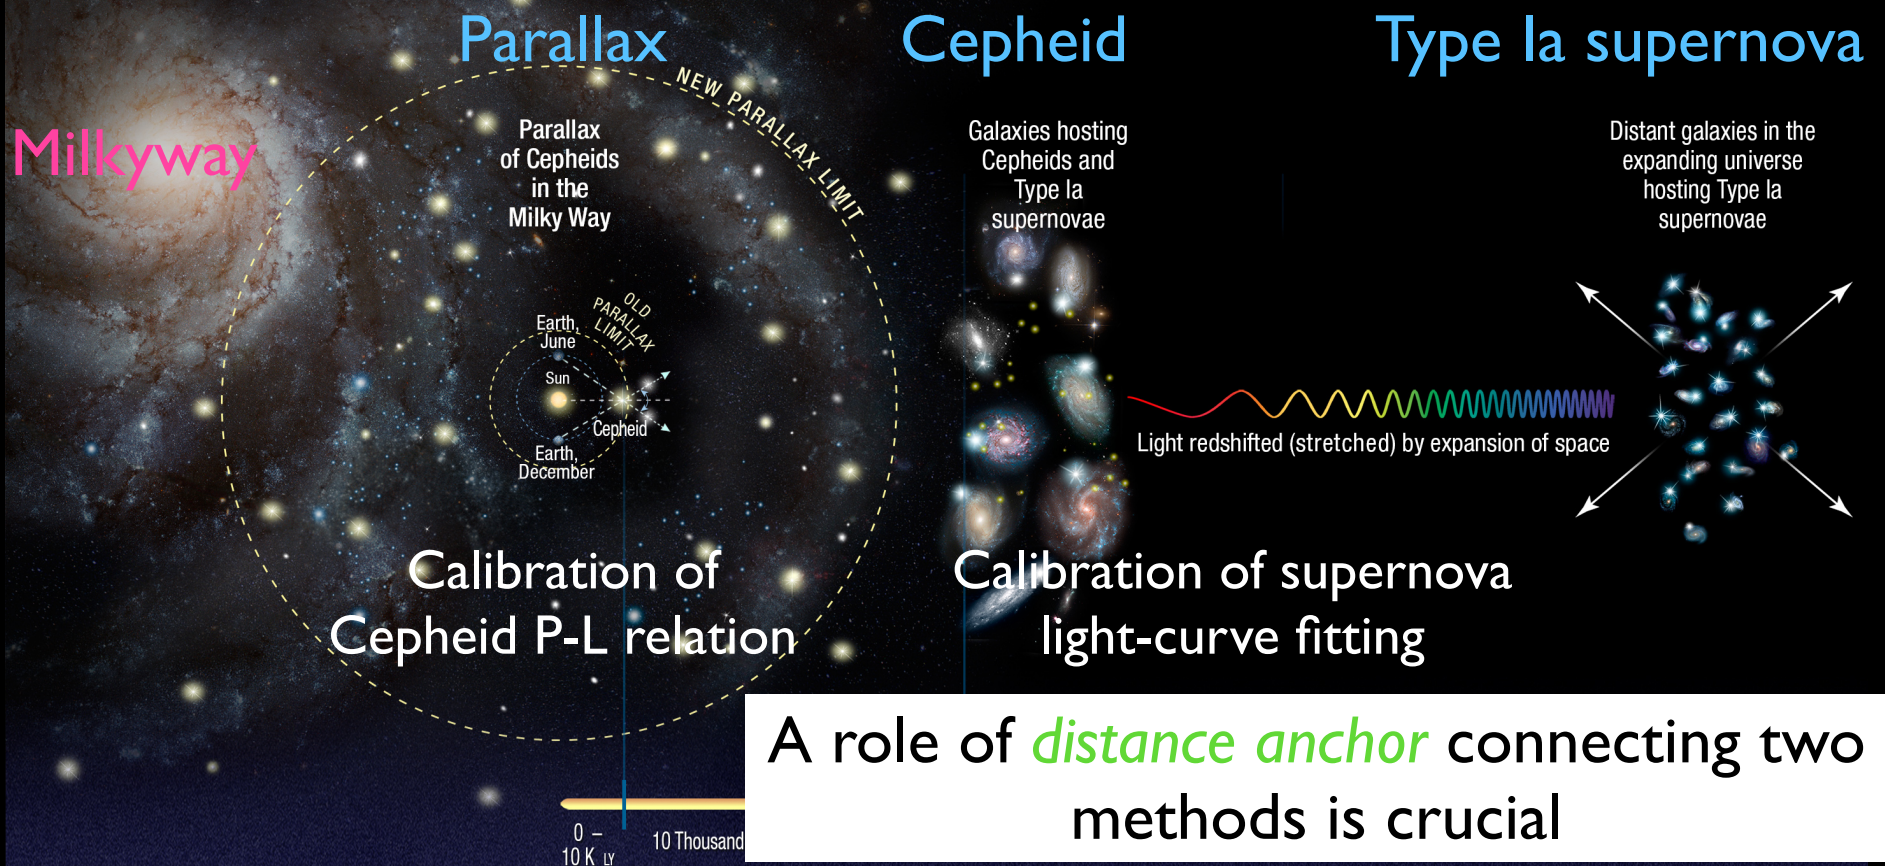 Parallax
Cepheid
Type Ia supernova
Milkyway
NEW PARALLAX LIMIT
Parallax
of Cepheids
in the
Milky Way
Galaxies hosting
Cepheids and
Type Ia
supernovae
Distant galaxies in the
expanding universe
hosting Type Ia
supernovae
OLD
PARALLAX
LIMIT
Earth,
June
Sun
Cepheid
Earth,
December
Light redshifted (stretched) by expansion of space
Calibration of
Cepheid P-L relation
Calibration of supernova
light-curve fitting
A role of distance anchor connecting two
methods is crucial
0 –
10 K LY
10 Thousand